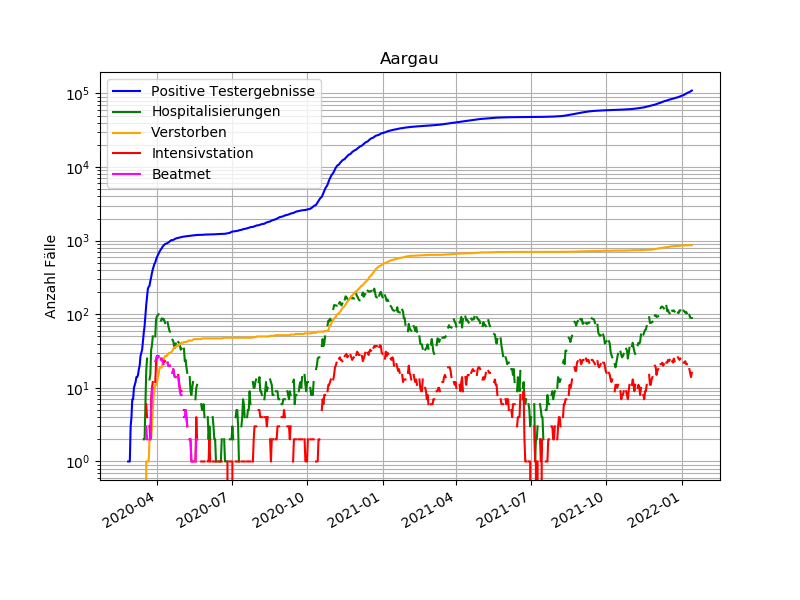 Aargau
Positive Testergebnisse
Hospitalisierungen
Verstorben
Intensivstation
Beatmet
Anzahl Fälle
10^5
10^4
10^3
10^2
10^1
10^0
2020-04 2020-07 2020-10 2021-01 2021-04 2021-07 2021-10 2022-01